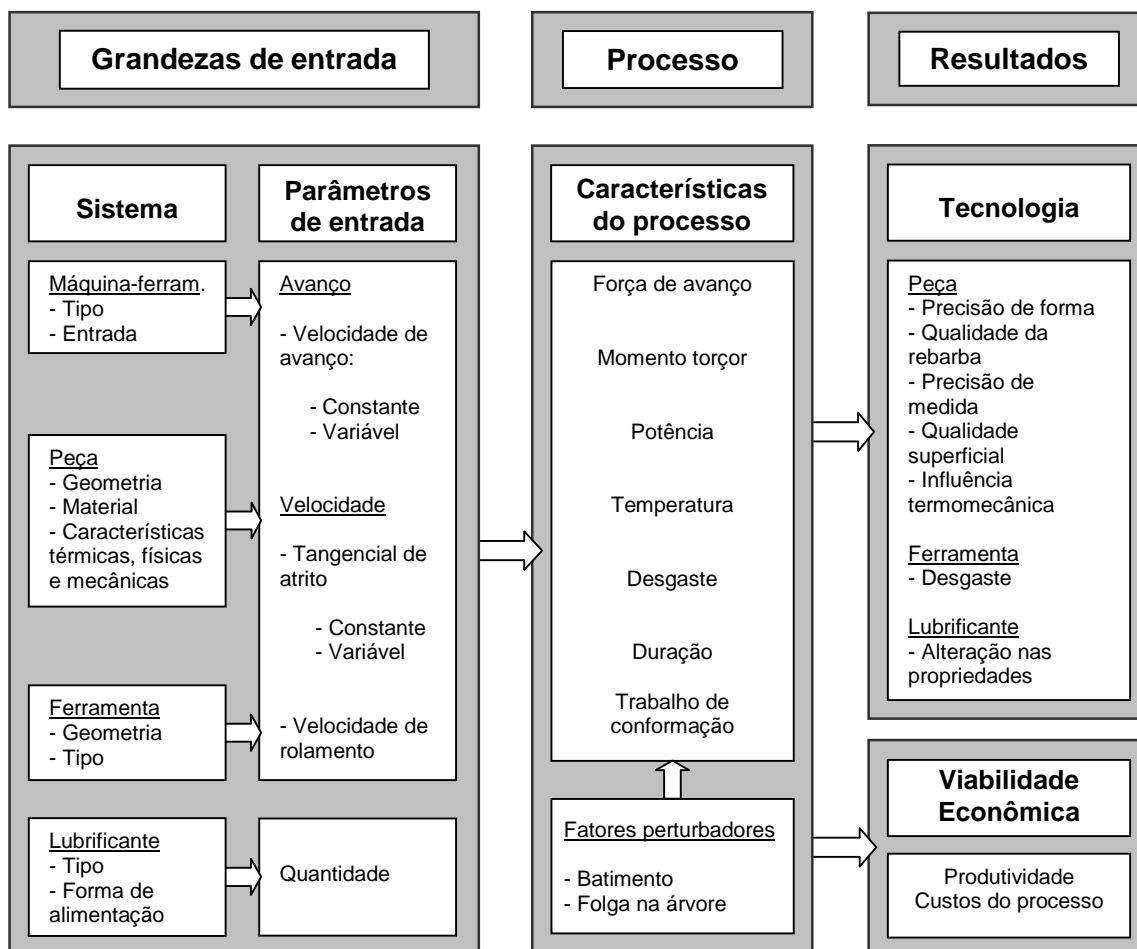 Grandezas de entrada
Processo
Resultados
Sistema
Parâmetros
de entrada
Máquina-ferram.
- Tipo
- Entrada
Peça
- Geometria
- Material
- Características
térmicas, físicas
e mecânicas
Ferramenta
- Geometria
- Tipo
Lubrificante
- Tipo
- Forma de
alimentação
Avanço
- Velocidade de
avanço:
- Constante
- Variável
Velocidade
- Tangencial de
atrito
- Constante
- Variável
- Velocidade de
rolamento
Quantidade
Características
do processo
Força de avanço
Momento torçor
Potência
Temperatura
Desgaste
Duração
Trabalho de
conformação
Fatores perturbadores
- Batimento
- Folga na árvore
Tecnologia
Peça
- Precisão de forma
- Qualidade da
rebarba
- Precisão de
medida
- Qualidade
superficial
- Influência
termomecânica
Ferramenta
- Desgaste
Lubrificante
- Alteração nas
propriedades
Viabilidade
Econômica
Produtividade
Custos do processo